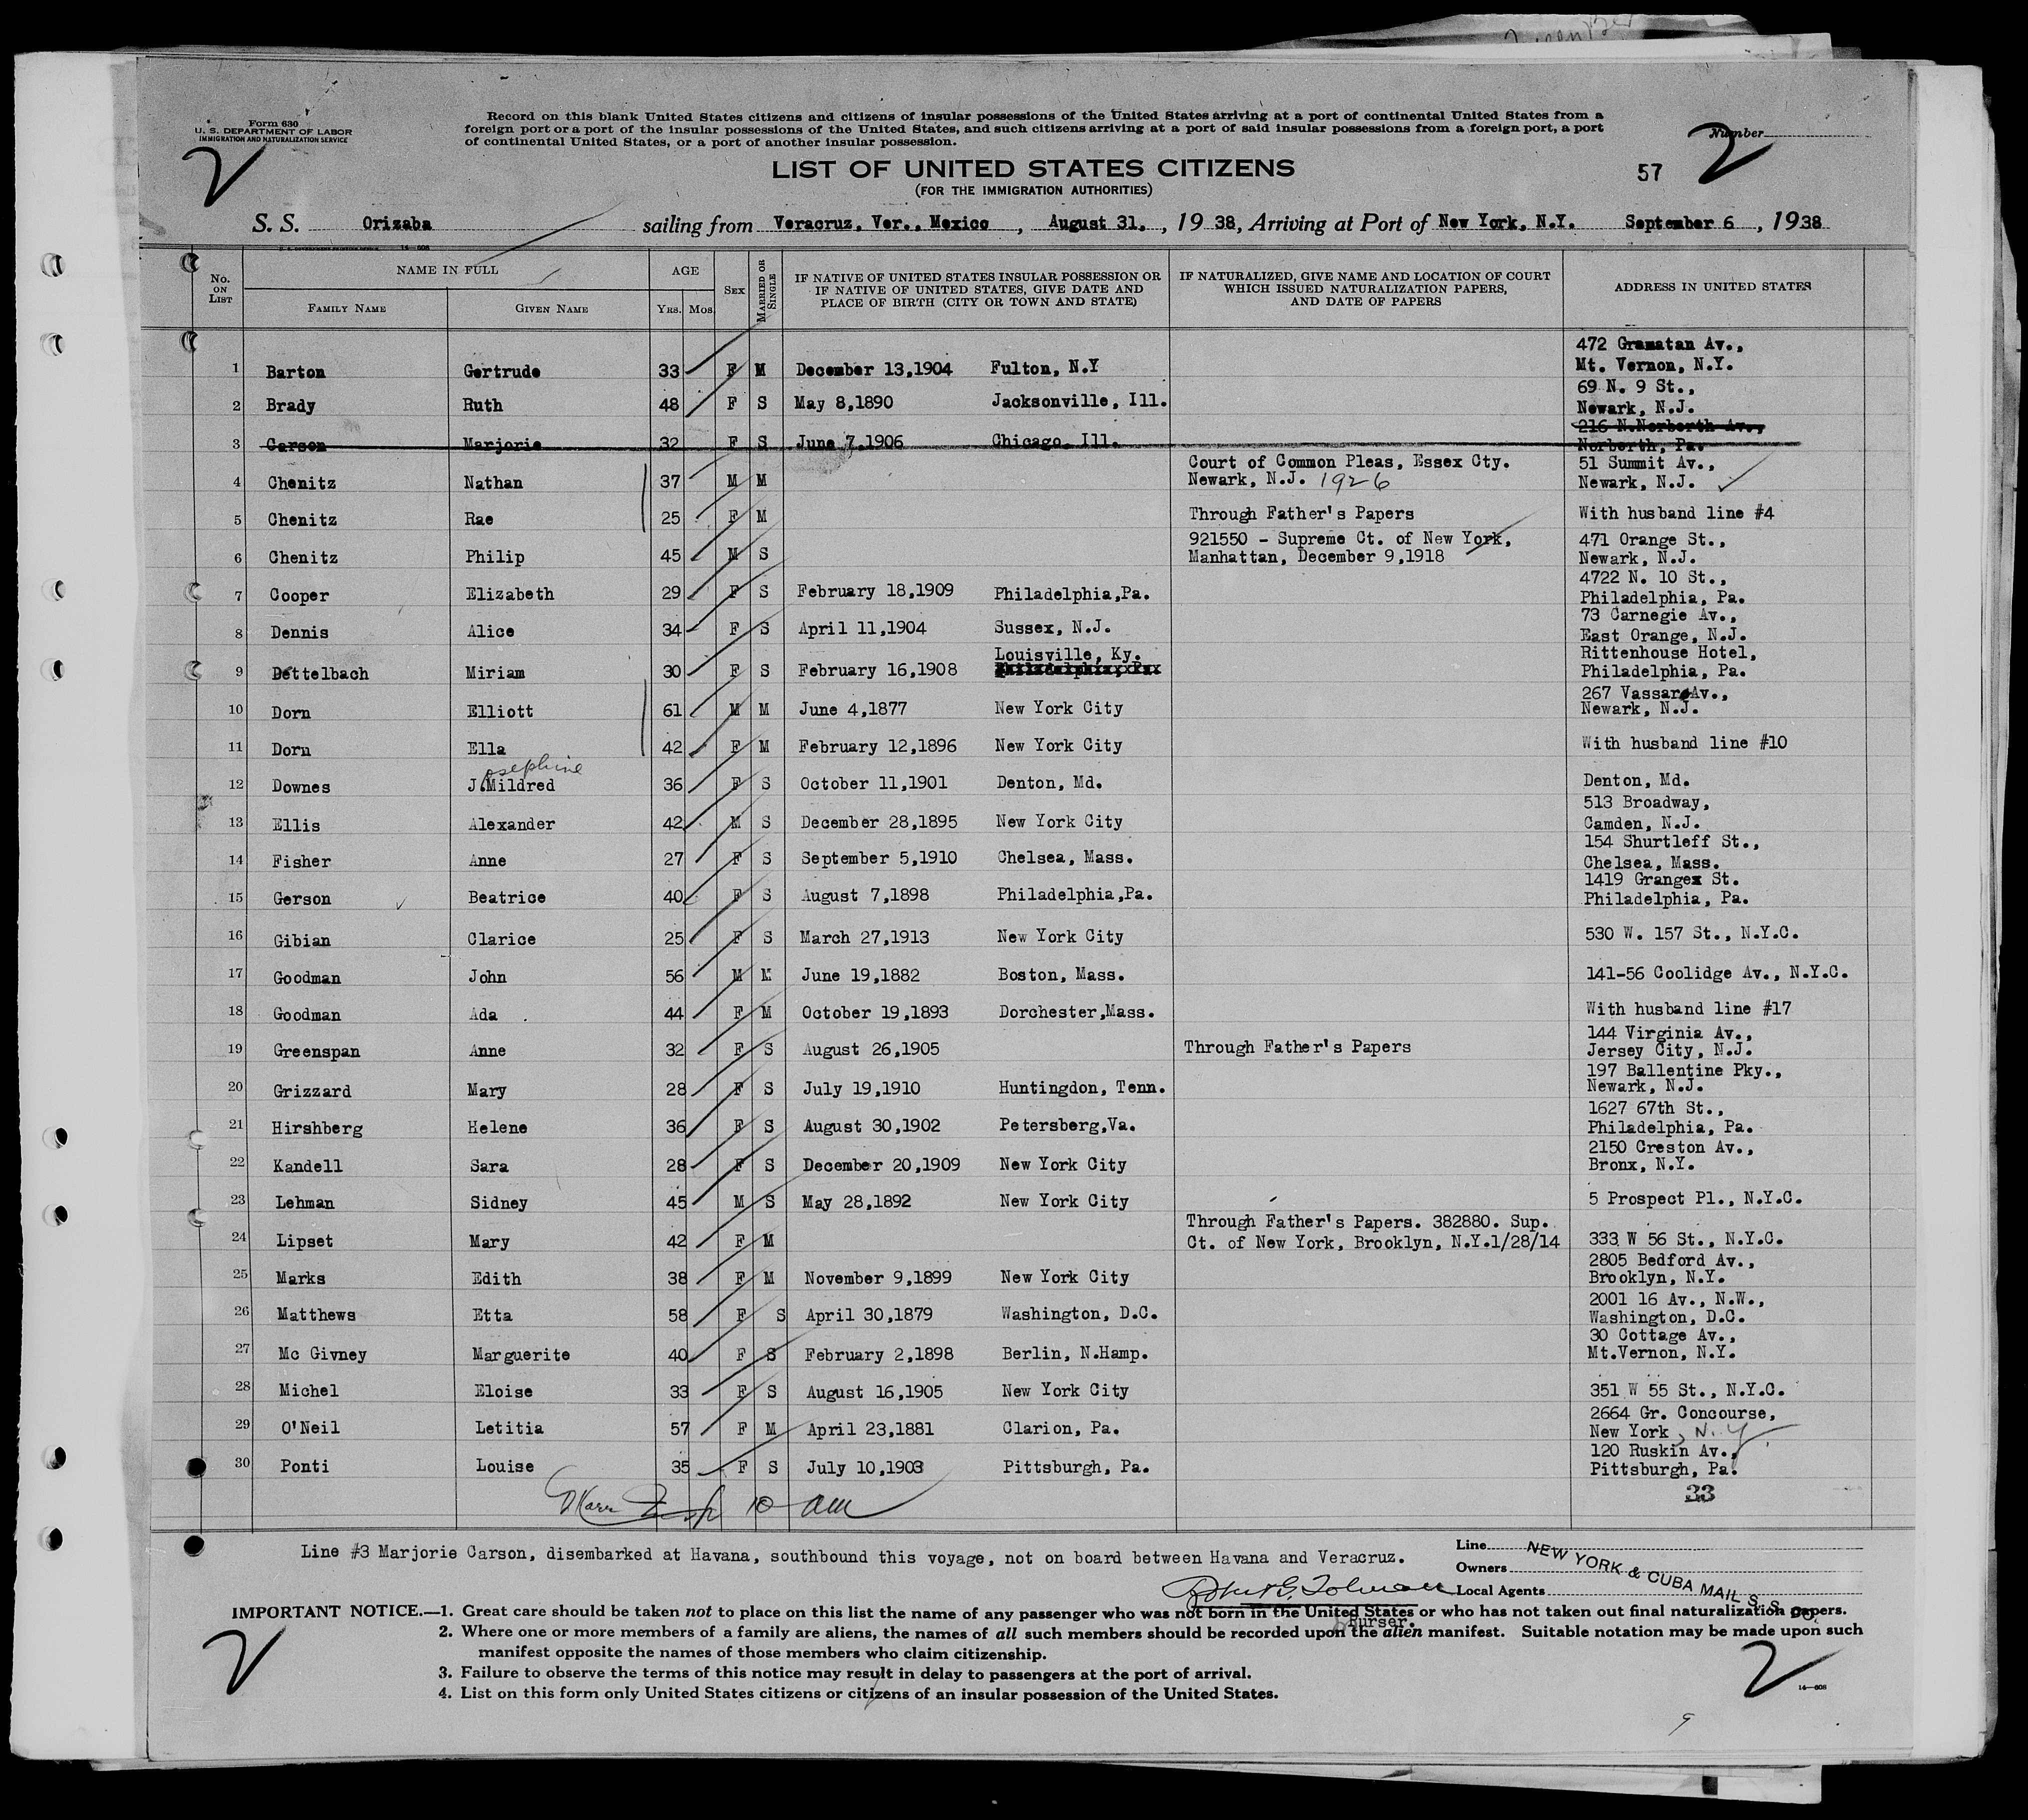 Form 630
U. S. DEPARTMENT OF LABOR
IMMIGRATION AND NATURALIZATION SERVICE
Record on this blank United States citizens and citizens of insular possessions of the United States arriving at a port of continental United States from a
foreign port or a port of the insular possessions of the United States, and such citizens arriving at a port of said insular possessions from a foreign port, a port
of continental United States, or a port of another insular possession.
Number
2
2
LIST OF UNITED STATES CITIZENS
57
(FOR THE IMMIGRATION AUTHORITIES)
S. S. Orizaba sailing from Veracruz, Ver., Mexico , August 31, , 19 38, Arriving at Port of New York, N.Y. September 6 , 1938
U. S. GOVERNMENT PRINTING OFFICE 14—608
No. ON LIST
NAME IN FULL
FAMILY NAME
GIVEN NAME
AGE
YRS.
MOS.
SEX
MARRIED OR SINGLE
IF NATIVE OF UNITED STATES INSULAR POSSESSION OR
IF NATIVE OF UNITED STATES, GIVE DATE AND
PLACE OF BIRTH (CITY OR TOWN AND STATE)
IF NATURALIZED, GIVE NAME AND LOCATION OF COURT
WHICH ISSUED NATURALIZATION PAPERS,
AND DATE OF PAPERS
ADDRESS IN UNITED STATES
1 Barton Gertrude 33 F M December 13,1904 Fulton, N.Y 472 Gramatan Av.,
Mt. Vernon, N.Y.
2 Brady Ruth 48 F S May 8,1890 Jacksonville, Ill. 69 N. 9 St.,
Newark, N.J.
3 Carson Marjorie 32 F S June 7,1906 Chicago, Ill. 216 N.Norberth Av.,
Norberth, Pa.
4 Chenitz Nathan 37 M M Court of Common Pleas, Essex Cty. 51 Summit Av.,
Newark, N.J. 1926 Newark, N.J.
5 Chenitz Rae 25 F M Through Father's Papers With husband line #4
6 Chenitz Philip 45 M S 921550 - Supreme Ct. of New York, 471 Orange St.,
Manhattan, December 9,1918 Newark, N.J.
7 Cooper Elizabeth 29 F S February 18,1909 Philadelphia,Pa. 4722 N. 10 St.,
Philadelphia, Pa.
8 Dennis Alice 34 F S April 11,1904 Sussex, N.J. 73 Carnegie Av.,
East Orange, N.J.
9 Dettelbach Miriam 30 F S February 16,1908 Louisville, Ky. Rittenhouse Hotel,
Philadelphia, Pa.
10 Dorn Elliott 61 M M June 4,1877 New York City 267 Vassar Av.,
Newark, N.J.
11 Dorn Ella 42 F M February 12,1896 New York City With husband line #10
osephine
12 Downes J.Mildred 36 F S October 11,1901 Denton, Md. Denton, Md.
13 Ellis Alexander 42 M S December 28,1895 New York City 513 Broadway,
Camden, N.J.
14 Fisher Anne 27 F S September 5,1910 Chelsea, Mass. 154 Shurtleff St.,
Chelsea, Mass.
15 Gerson Beatrice 40 F S August 7,1898 Philadelphia,Pa. 1419 Grangex St.
Philadelphia, Pa.
16 Gibian Clarice 25 F S March 27,1913 New York City 530 W. 157 St., N.Y.C.
17 Goodman John 56 M M June 19,1882 Boston, Mass. 141-56 Coolidge Av., N.Y.C.
18 Goodman Ada 44 F M October 19,1893 Dorchester,Mass. With husband line #17
19 Greenspan Anne 32 F S August 26,1905 Through Father's Papers 144 Virginia Av.,
Jersey City, N.J.
20 Grizzard Mary 28 F S July 19,1910 Huntingdon, Tenn. 197 Ballentine Pky.,
Newark, N.J.
21 Hirshberg Helene 36 F S August 30,1902 Petersberg,Va. 1627 67th St.,
Philadelphia, Pa.
22 Kandell Sara 28 F S December 20,1909 New York City 2150 Creston Av.,
Bronx, N.Y.
23 Lehman Sidney 45 M S May 28,1892 New York City 5 Prospect Pl., N.Y.C.
24 Lipset Mary 42 F M Through Father's Papers. 382880. Sup.
Ct. of New York, Brooklyn, N.Y.1/28/14 333 W 56 St., N.Y.C.
25 Marks Edith 38 F M November 9,1899 New York City 2805 Bedford Av.,
Brooklyn, N.Y.
26 Matthews Etta 58 F S April 30,1879 Washington, D.C. 2001 16 Av., N.W.,
Washington, D.C.
27 Mc Givney Marguerite 40 F S February 2,1898 Berlin, N.Hamp. 30 Cottage Av.,
Mt.Vernon, N.Y.
28 Michel Eloise 33 F S August 16,1905 New York City 351 W 55 St., N.Y.C.
29 O'Neil Letitia 57 F M April 23,1881 Clarion, Pa. 2664 Gr. Concourse,
New York, N.Y.
30 Ponti Louise 35 F S July 10,1903 Pittsburgh, Pa. 120 Ruskin Av.,
Pittsburgh, Pa.
33
10 am
Line #3 Marjorie Carson, disembarked at Havana, southbound this voyage, not on board between Havana and Veracruz.
Line
Owners
Local Agents
NEW YORK & CUBA MAIL S. S. CO.
Purser.
IMPORTANT NOTICE.—1. Great care should be taken not to place on this list the name of any passenger who was not born in the United States or who has not taken out final naturalization papers.
2. Where one or more members of a family are aliens, the names of all such members should be recorded upon the alien manifest. Suitable notation may be made upon such
manifest opposite the names of those members who claim citizenship.
3. Failure to observe the terms of this notice may result in delay to passengers at the port of arrival.
4. List on this form only United States citizens or citizens of an insular possession of the United States.
2
2
14—608
9